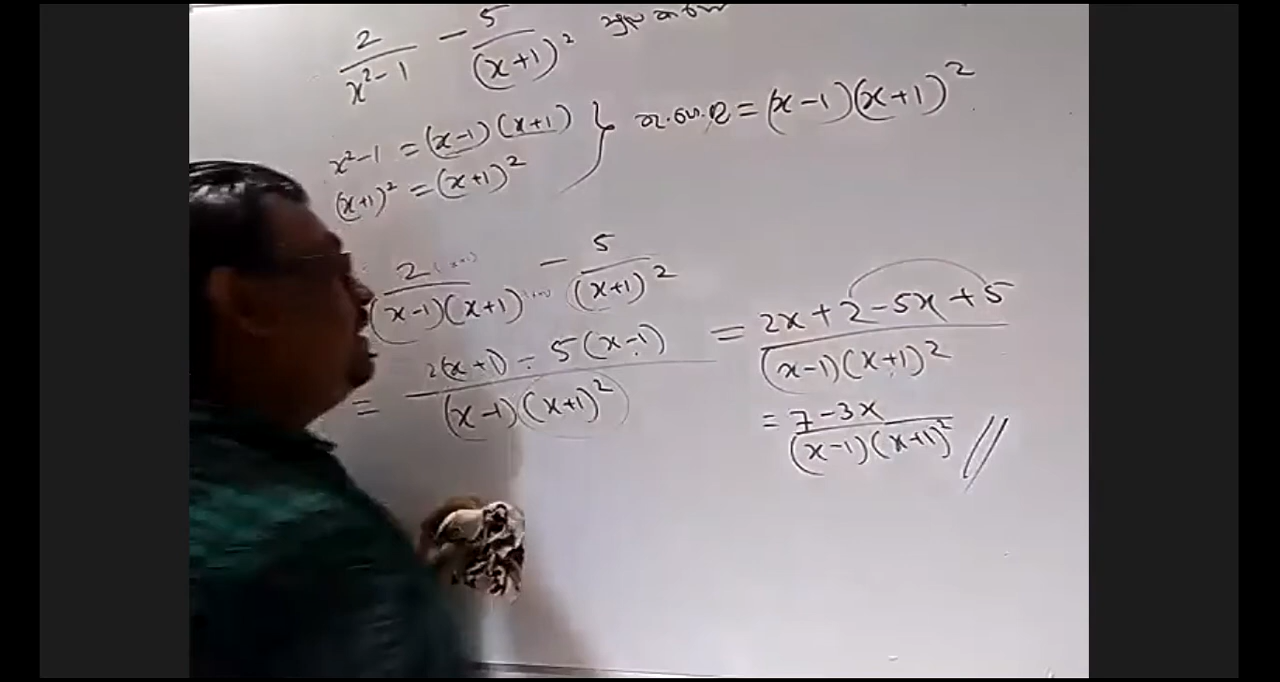 2/(x²-1) - 5/(x+1)²
x²-1 = (x-1)(x+1)
(x+1)² = (x+1)²
} = (x-1)(x+1)²
2(x+1)/(x-1)(x+1) - 5/(x+1)²
= 2(x+1) - 5(x-1)/(x-1)(x+1)²
= 2x+2-5x+5/(x-1)(x+1)²
= 7-3x/(x-1)(x+1)² //